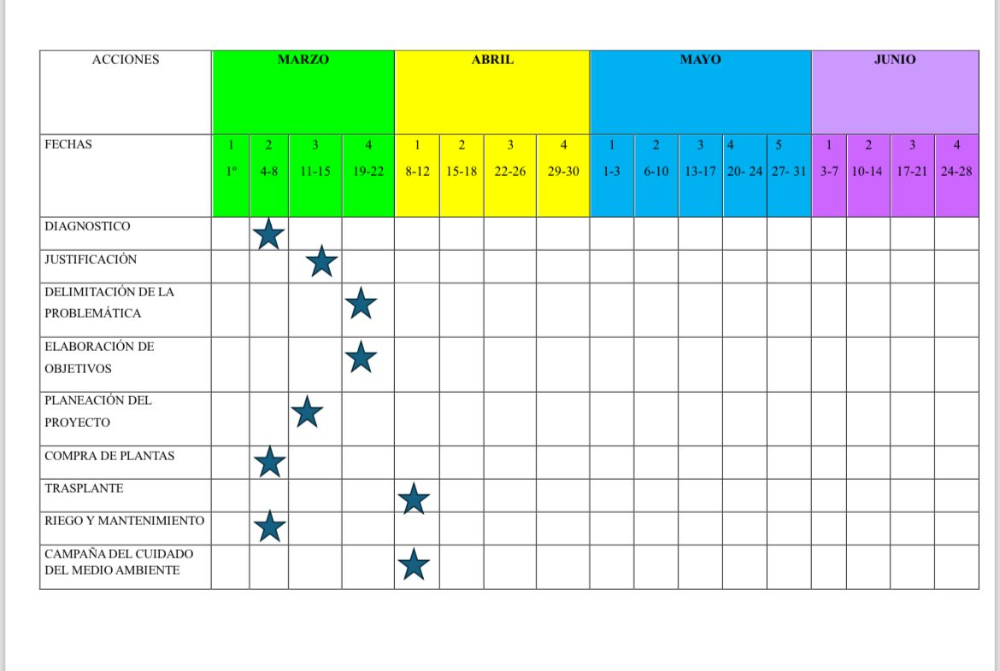 ACCIONES MARZO ABRIL MAYO JUNIO
FECHAS 1 2 3 4 1 2 3 4 1 2 3 4 5 1 2 3 4
1º 4-8 11-15 19-22 8-12 15-18 22-26 29-30 1-3 6-10 13-17 20- 24 27- 31 3-7 10-14 17-21 24-28
DIAGNOSTICO
JUSTIFICACIÓN
DELIMITACIÓN DE LA
PROBLEMÁTICA
ELABORACIÓN DE
OBJETIVOS
PLANEACIÓN DEL
PROYECTO
COMPRA DE PLANTAS
TRASPLANTE
RIEGO Y MANTENIMIENTO
CAMPAÑA DEL CUIDADO
DEL MEDIO AMBIENTE